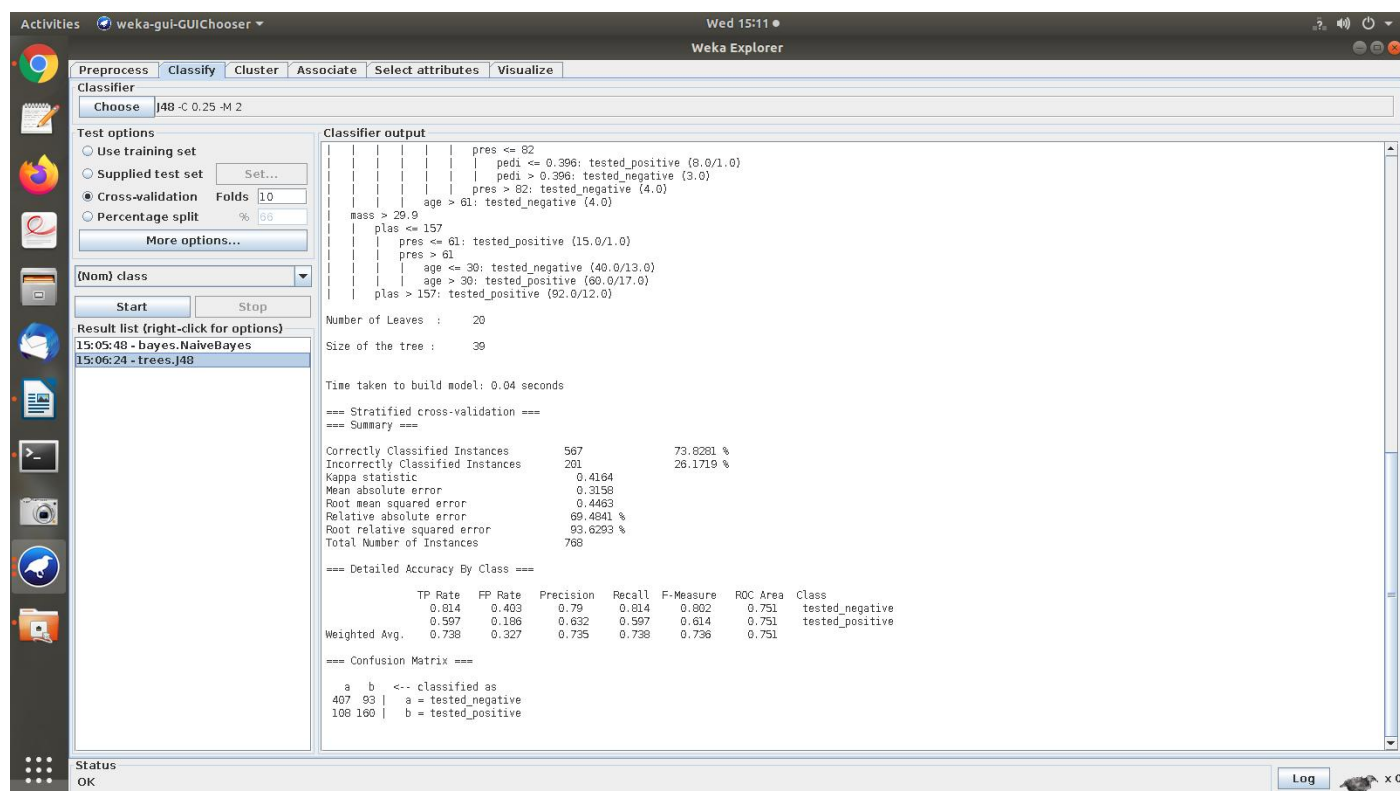 Activities weka-gui-GUIChooser Wed 15:11
Weka Explorer
Preprocess Classify Cluster Associate Select attributes Visualize
Classifier
Choose J48 -C 0.25 -M 2
Test options
Use training set
Supplied test set Set...
Cross-validation Folds 10
Percentage split % 66
More options...
(Nom) class
Start Stop
Result list (right-click for options)
15:05:48 - bayes.NaiveBayes
15:06:24 - trees.J48
Classifier output
| | | | | | pres <= 82
| | | | | | | pedi <= 0.396: tested_positive (8.0/1.0)
| | | | | | | pedi > 0.396: tested_negative (3.0)
| | | | | | pres > 82: tested_negative (4.0)
| | | | age > 61: tested_negative (4.0)
| mass > 29.9
| | plas <= 157
| | | pres <= 61: tested_positive (15.0/1.0)
| | | pres > 61
| | | | age <= 30: tested_negative (40.0/13.0)
| | | | age > 30: tested_positive (60.0/17.0)
| | plas > 157: tested_positive (92.0/12.0)
Number of Leaves : 20
Size of the tree : 39
Time taken to build model: 0.04 seconds
=== Stratified cross-validation ===
=== Summary ===
Correctly Classified Instances 567 73.8281 %
Incorrectly Classified Instances 201 26.1719 %
Kappa statistic 0.4164
Mean absolute error 0.3158
Root mean squared error 0.4463
Relative absolute error 69.4841 %
Root relative squared error 93.6293 %
Total Number of Instances 768
=== Detailed Accuracy By Class ===
TP Rate FP Rate Precision Recall F-Measure ROC Area Class
0.814 0.403 0.79 0.814 0.802 0.751 tested_negative
0.597 0.186 0.632 0.597 0.614 0.751 tested_positive
Weighted Avg. 0.738 0.327 0.735 0.738 0.736 0.751
=== Confusion Matrix ===
a b <-- classified as
407 93 | a = tested_negative
108 160 | b = tested_positive
Status
OK
Log x 0